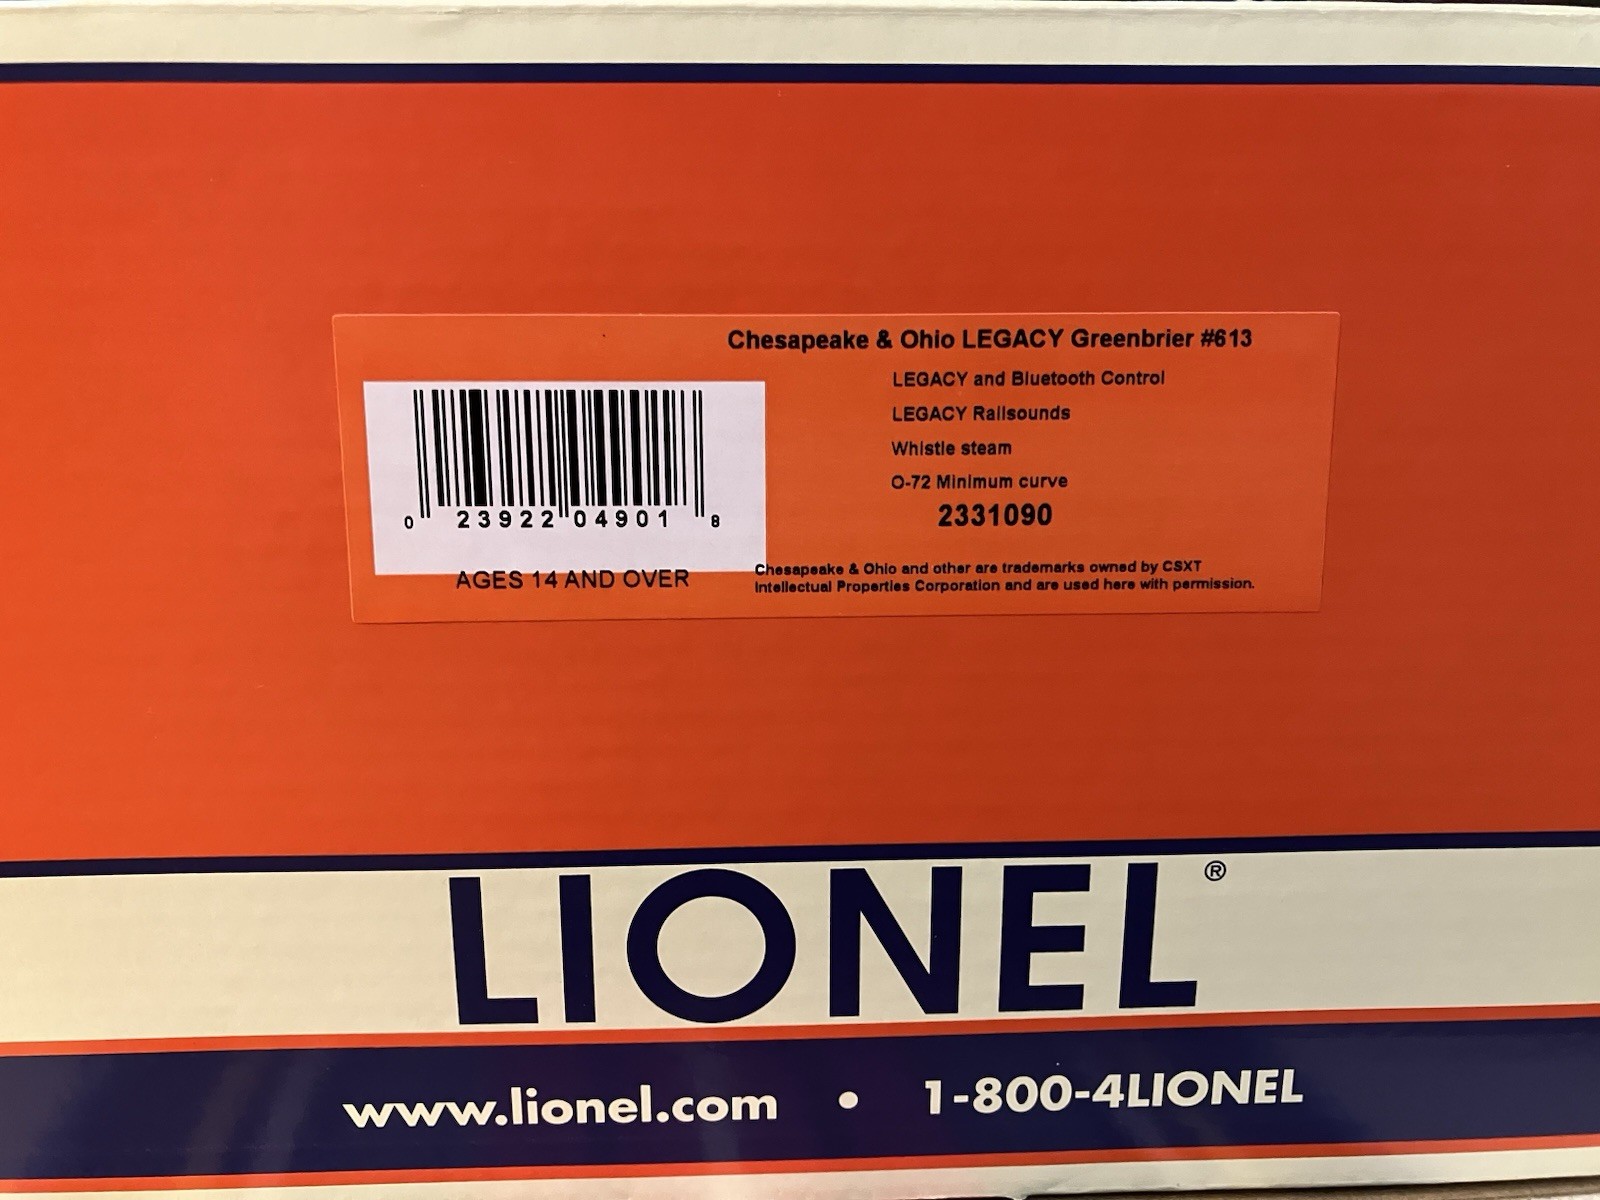 Chesapeake & Ohio LEGACY Greenbrier #613
LEGACY and Bluetooth Control
LEGACY Railsounds
Whistle steam
O-72 Minimum curve
2331090
0 23922 04901 8
AGES 14 AND OVER
Chesapeake & Ohio and other are trademarks owned by CSXT
Intellectual Properties Corporation and are used here with permission.
LIONEL®
www.lionel.com • 1-800-4LIONEL